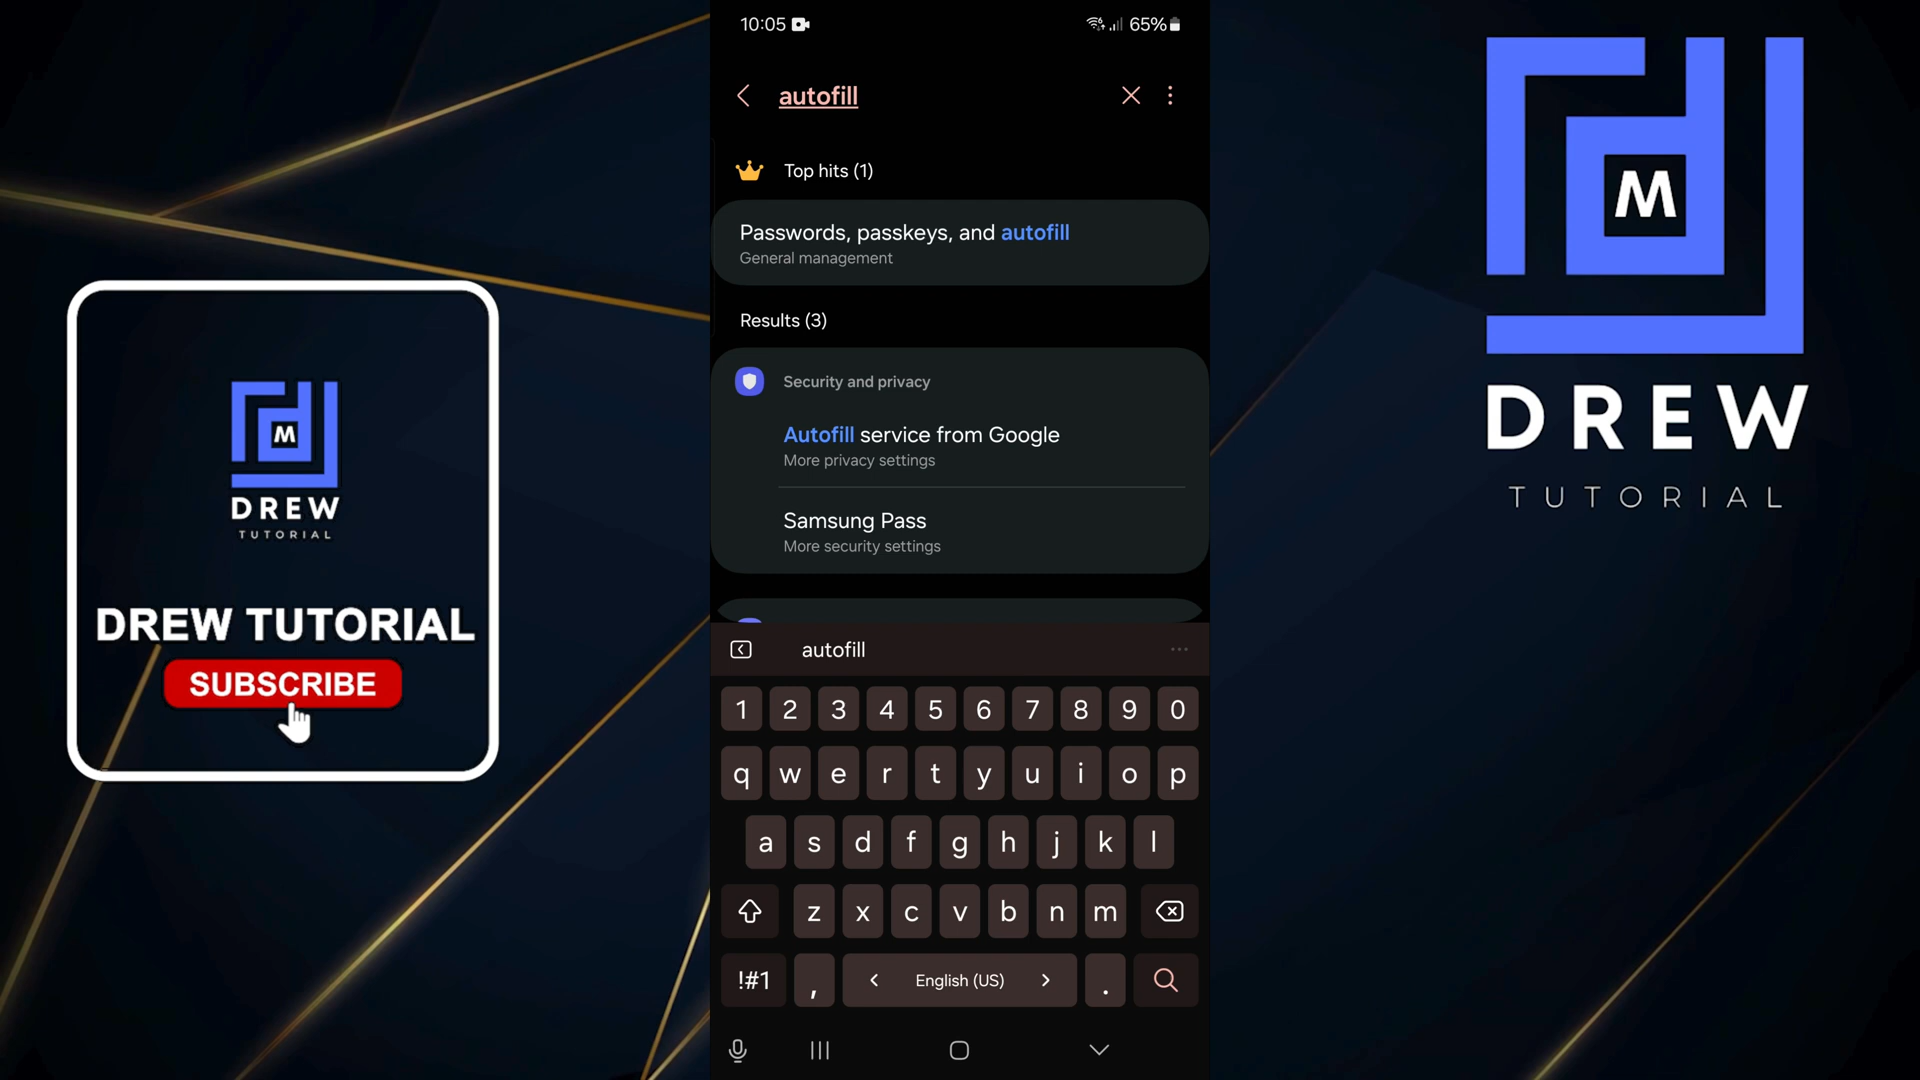 10:05
65%
autofill
Top hits (1)
Passwords, passkeys, and autofill
General management
Results (3)
Security and privacy
Autofill service from Google
More privacy settings
Samsung Pass
More security settings
autofill
1 2 3 4 5 6 7 8 9 0
q w e r t y u i o p
a s d f g h j k l
z x c v b n m
!#1 , < English (US) > .
M
DREW
TUTORIAL
DREW TUTORIAL
SUBSCRIBE
M
DREW
TUTORIAL